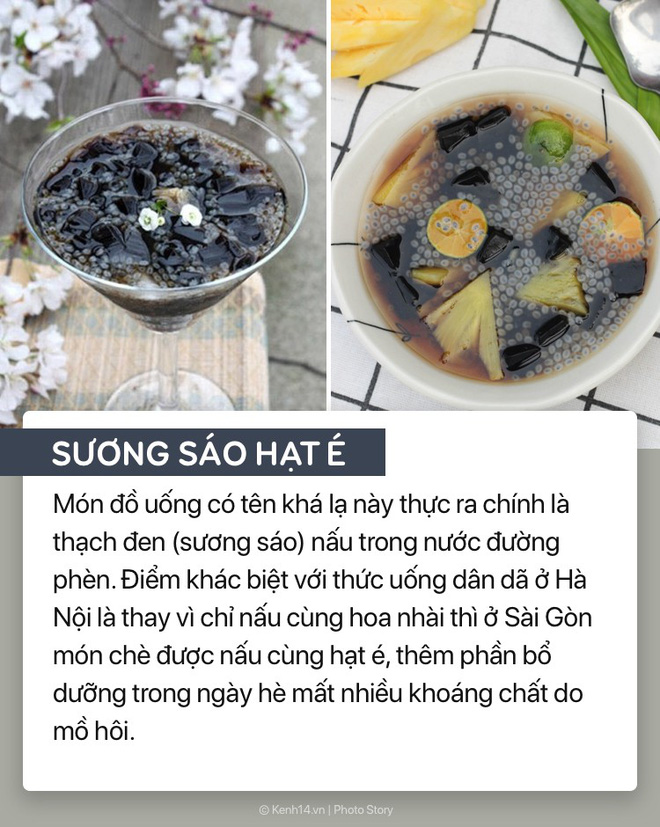 SƯƠNG SÁO HẠT É
Món đồ uống có tên khá lạ này thực ra chính là
thạch đen (sương sáo) nấu trong nước đường
phèn. Điểm khác biệt với thức uống dân dã ở Hà
Nội là thay vì chỉ nấu cùng hoa nhài thì ở Sài Gòn
món chè được nấu cùng hạt é, thêm phần bổ
dưỡng trong ngày hè mất nhiều khoáng chất do
mồ hôi.
© Kenh14.vn | Photo Story